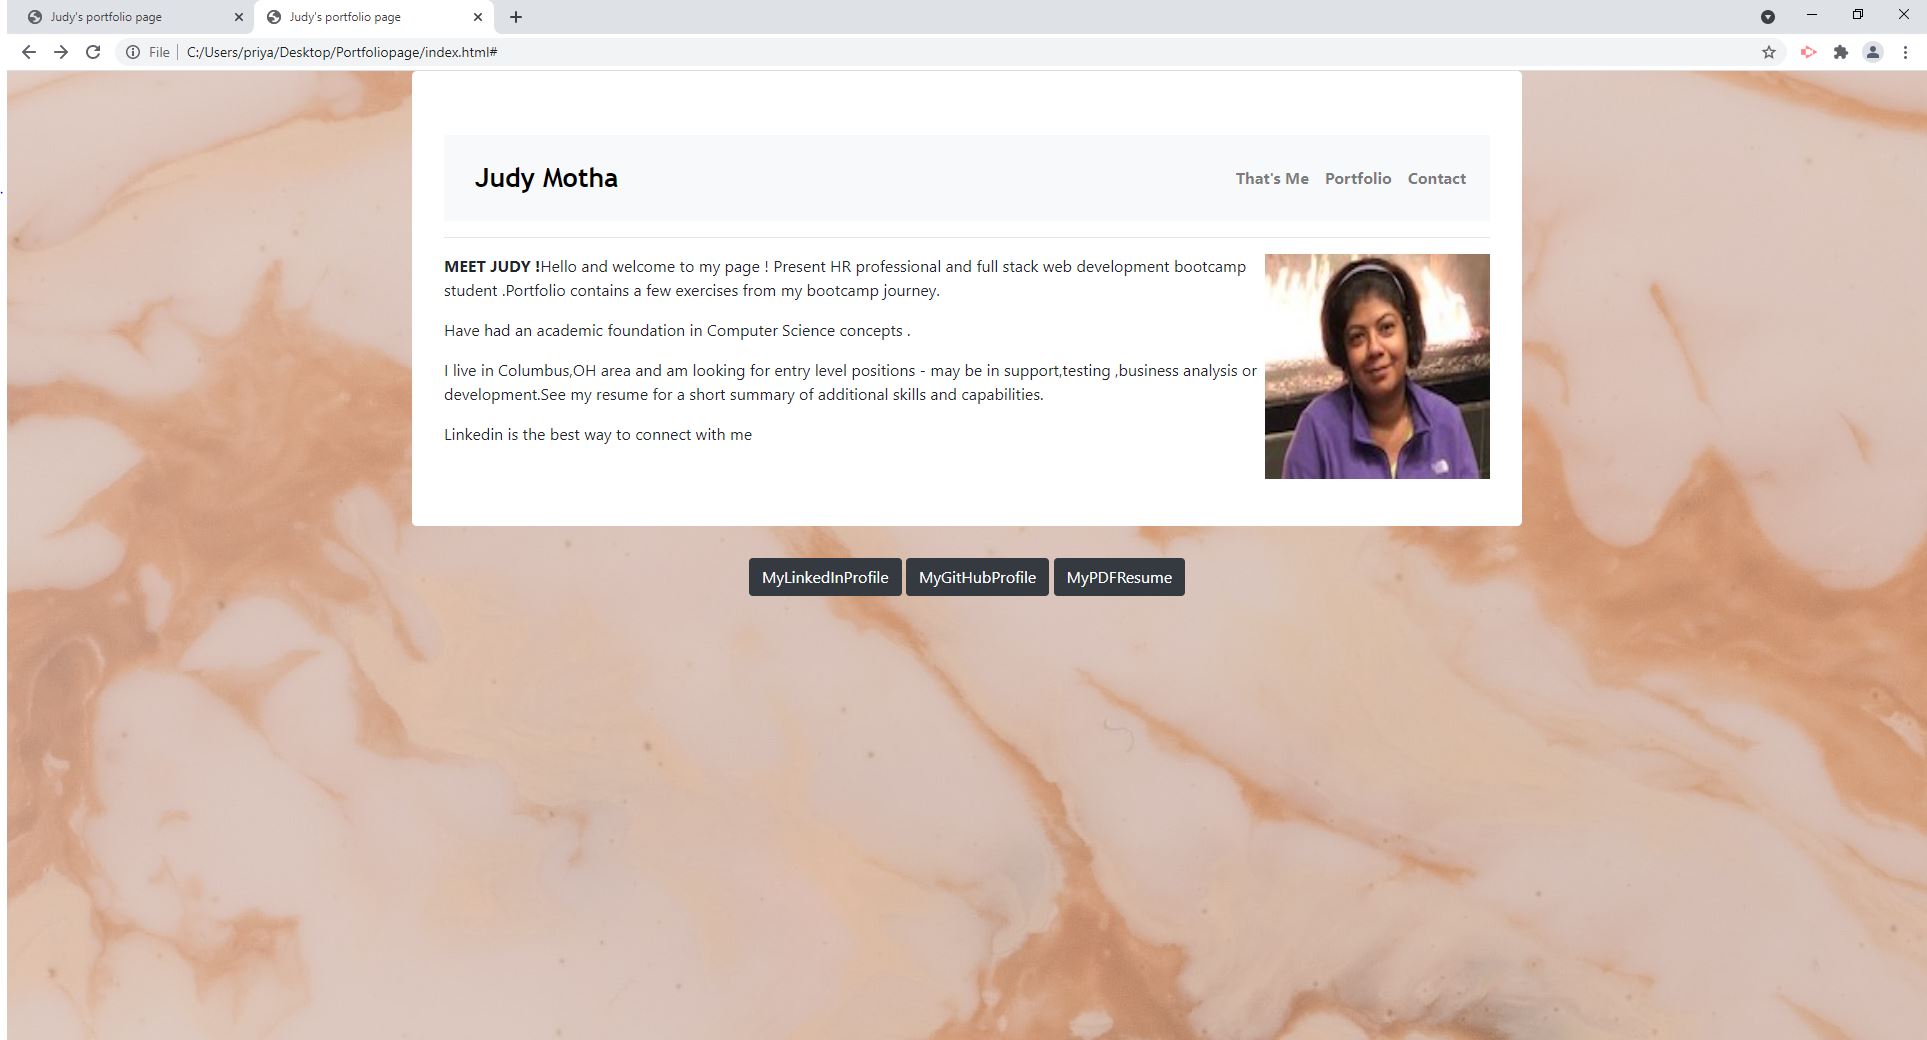 Judy's portfolio page
Judy's portfolio page
File
C:/Users/priya/Desktop/Portfoliopage/index.html#
Judy Motha
That's Me Portfolio Contact
MEET JUDY !Hello and welcome to my page ! Present HR professional and full stack web development bootcamp
student .Portfolio contains a few exercises from my bootcamp journey.
Have had an academic foundation in Computer Science concepts .
I live in Columbus,OH area and am looking for entry level positions - may be in support,testing ,business analysis or
development.See my resume for a short summary of additional skills and capabilities.
Linkedin is the best way to connect with me
MyLinkedInProfile MyGitHubProfile MyPDFResume